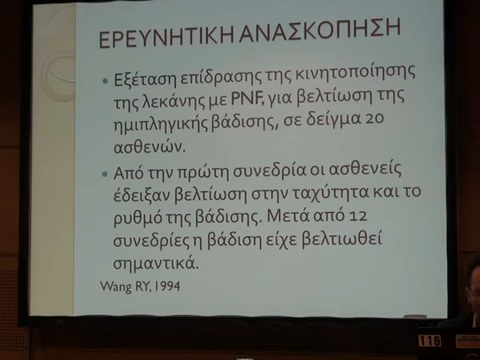 ΕΡΕΥΝΗΤΙΚΗ ΑΝΑΣΚΟΠΗΣΗ
• Εξέταση επίδρασης της κινητοποίησης
της λεκάνης με PNF, για βελτίωση της
ημιπληγικής βάδισης, σε δείγμα 20
ασθενών.
• Από την πρώτη συνεδρία οι ασθενείς
έδειξαν βελτίωση στην ταχύτητα και το
ρυθμό της βάδισης. Μετά από 12
συνεδρίες η βάδιση είχε βελτιωθεί
σημαντικά.
Wang RY, 1994
116